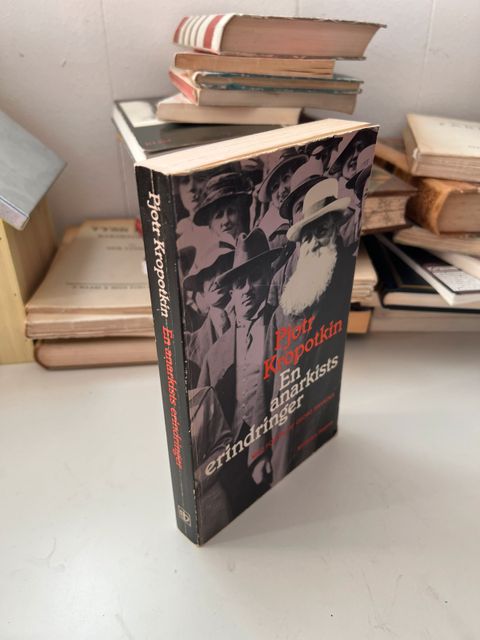 Pjotr Kropotkin En anarkists erindringer
Pjotr
Kropotkin
En
anarkists
erindringer